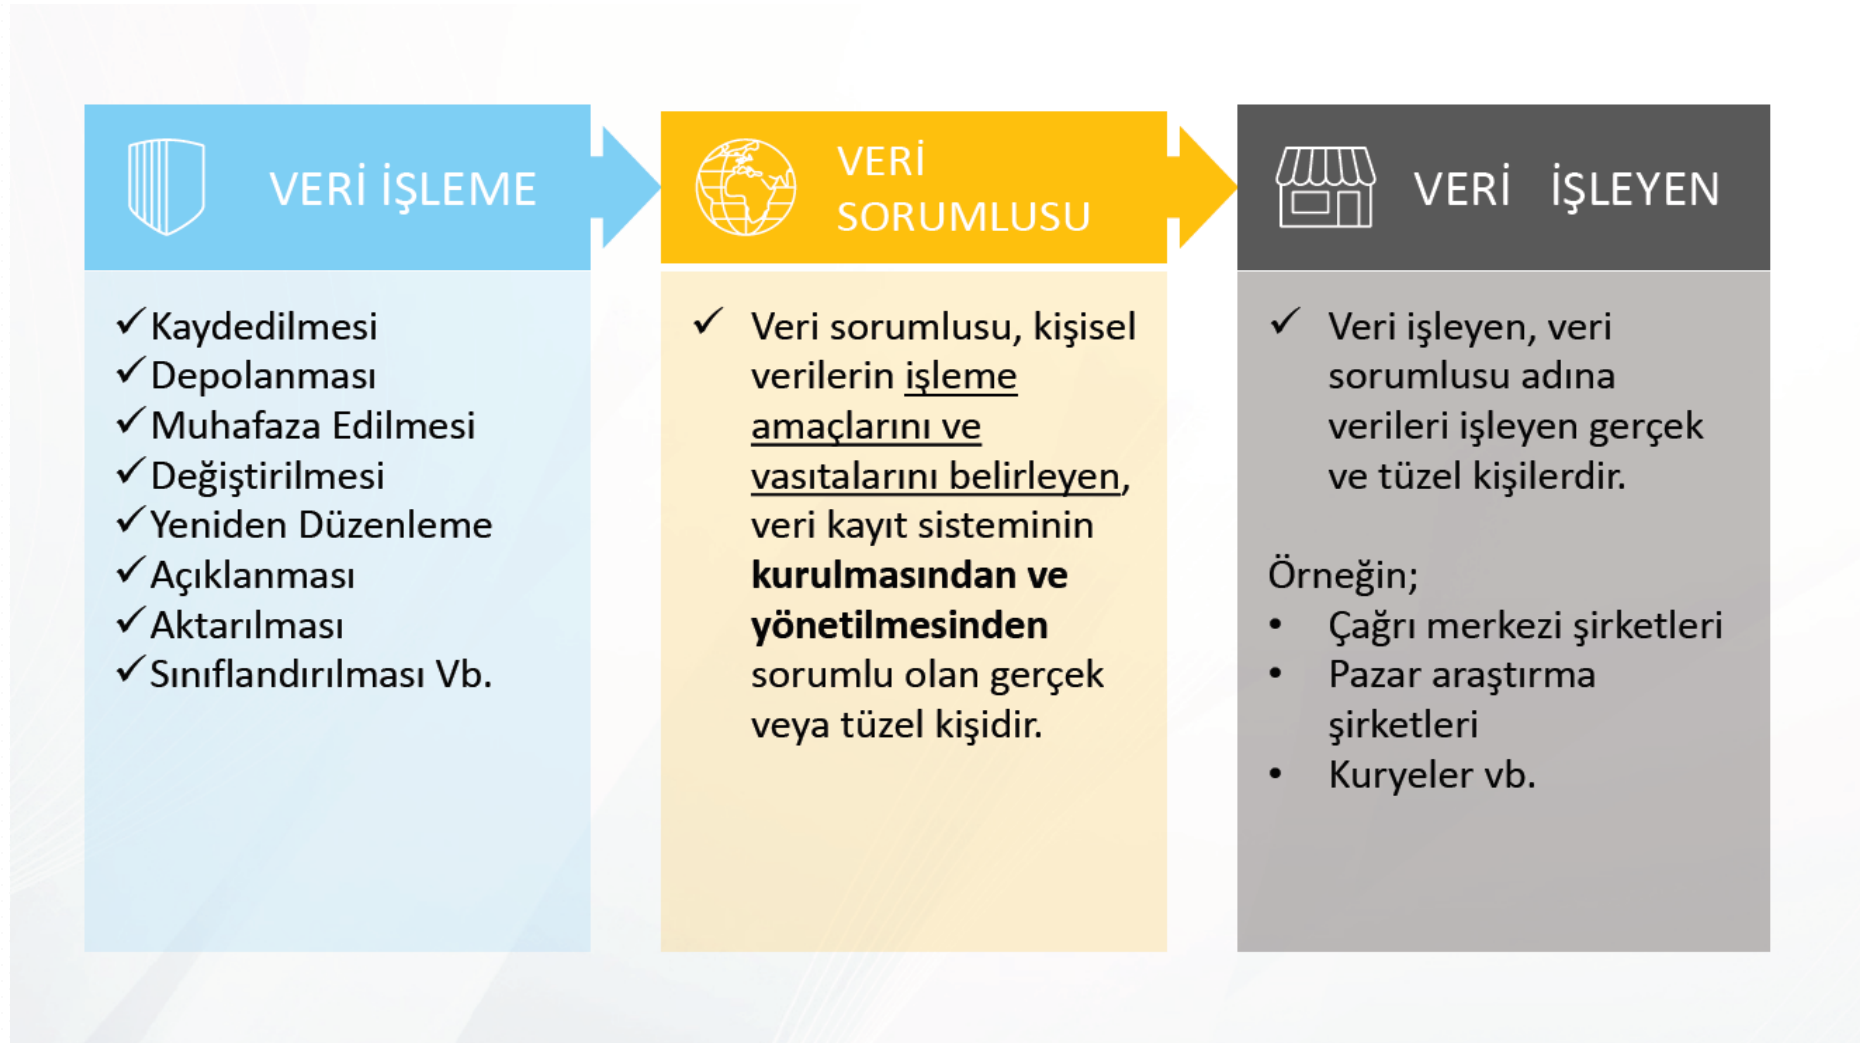 VERİ İŞLEME
✓Kaydedilmesi
✓Depolanması
✓Muhafaza Edilmesi
✓Değiştirilmesi
✓Yeniden Düzenleme
✓Açıklanması
✓Aktarılması
✓Sınıflandırılması Vb.
VERİ
SORUMLUSU
✓ Veri sorumlusu, kişisel
verilerin işleme
amaçlarını ve
vasıtalarını belirleyen,
veri kayıt sisteminin
kurulmasından ve
yönetilmesinden
sorumlu olan gerçek
veya tüzel kişidir.
VERİ İŞLEYEN
✓ Veri işleyen, veri
sorumlusu adına
verileri işleyen gerçek
ve tüzel kişilerdir.
Örneğin;
• Çağrı merkezi şirketleri
• Pazar araştırma
şirketleri
• Kuryeler vb.